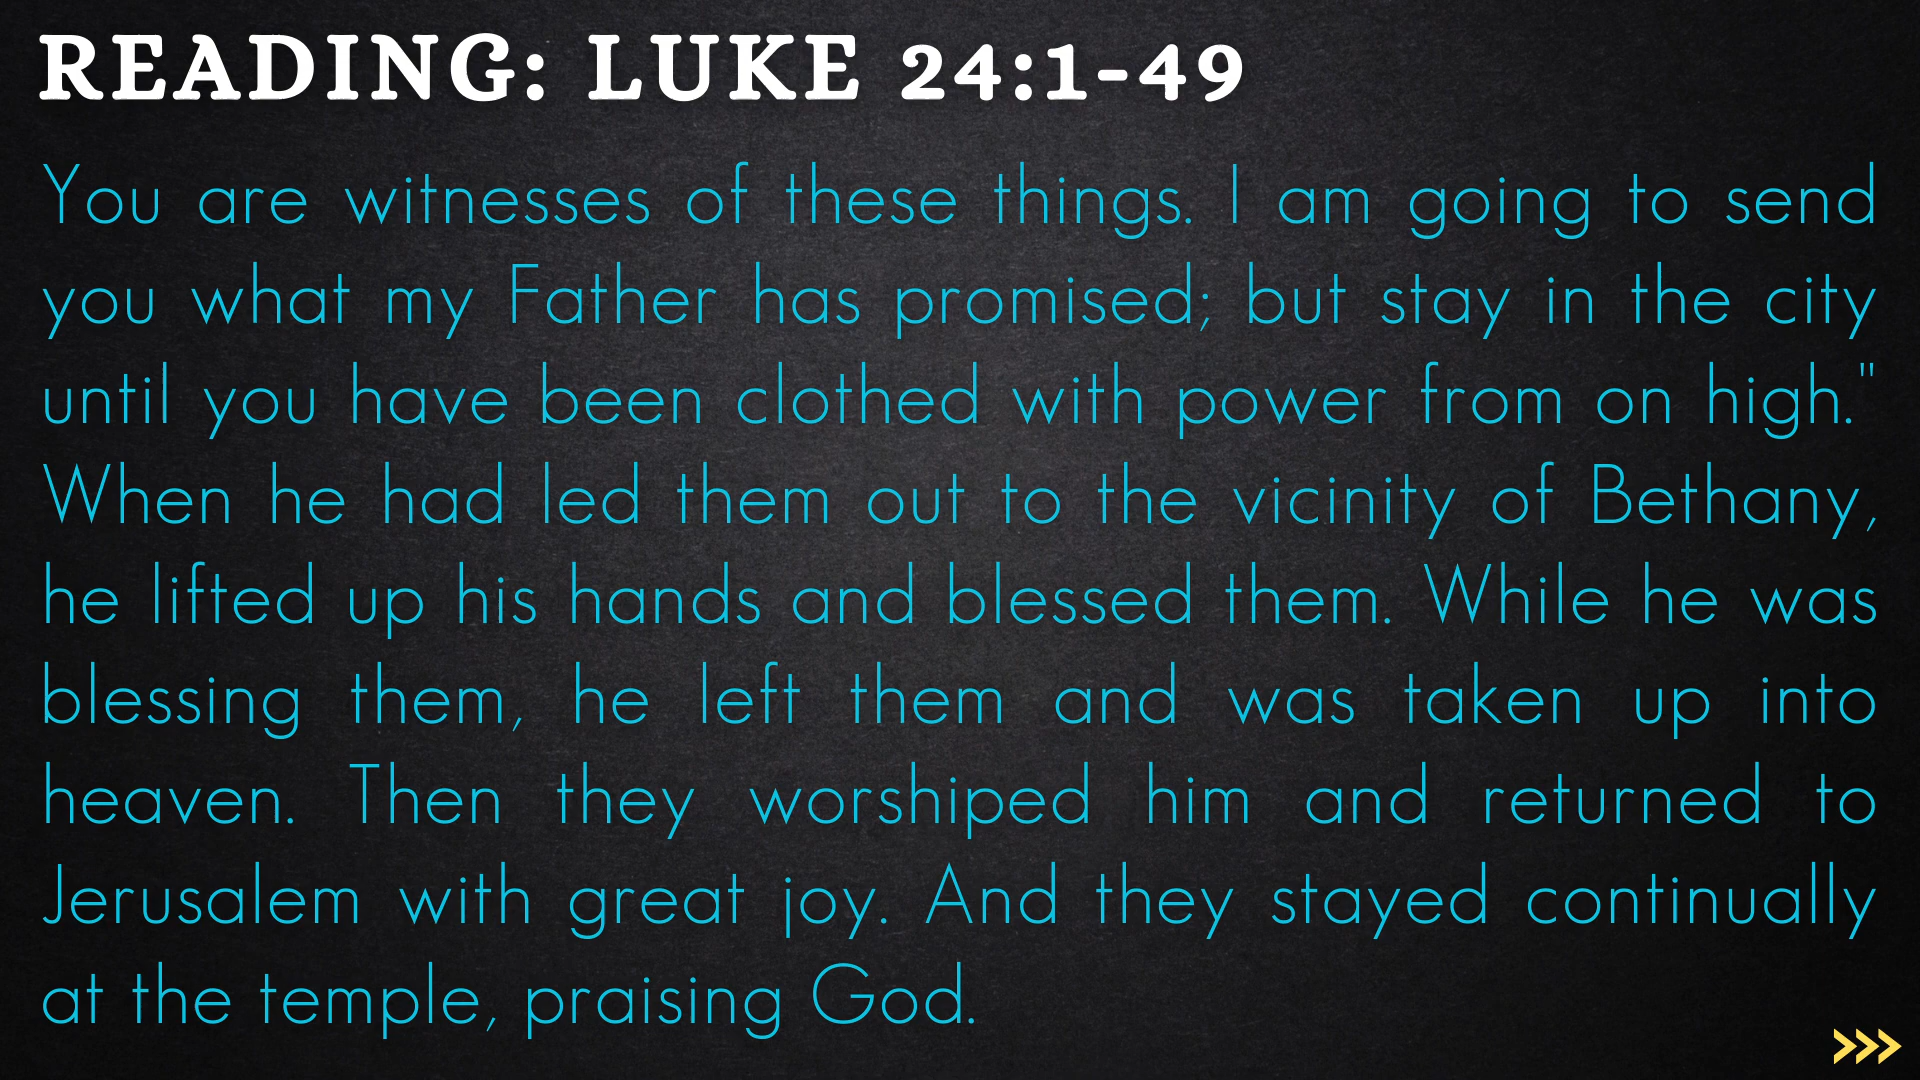 READING: LUKE 24:1-49
You are witnesses of these things. I am going to send
you what my Father has promised; but stay in the city
until you have been clothed with power from on high."
When he had led them out to the vicinity of Bethany,
he lifted up his hands and blessed them. While he was
blessing them, he left them and was taken up into
heaven. Then they worshiped him and returned to
Jerusalem with great joy. And they stayed continually
at the temple, praising God.